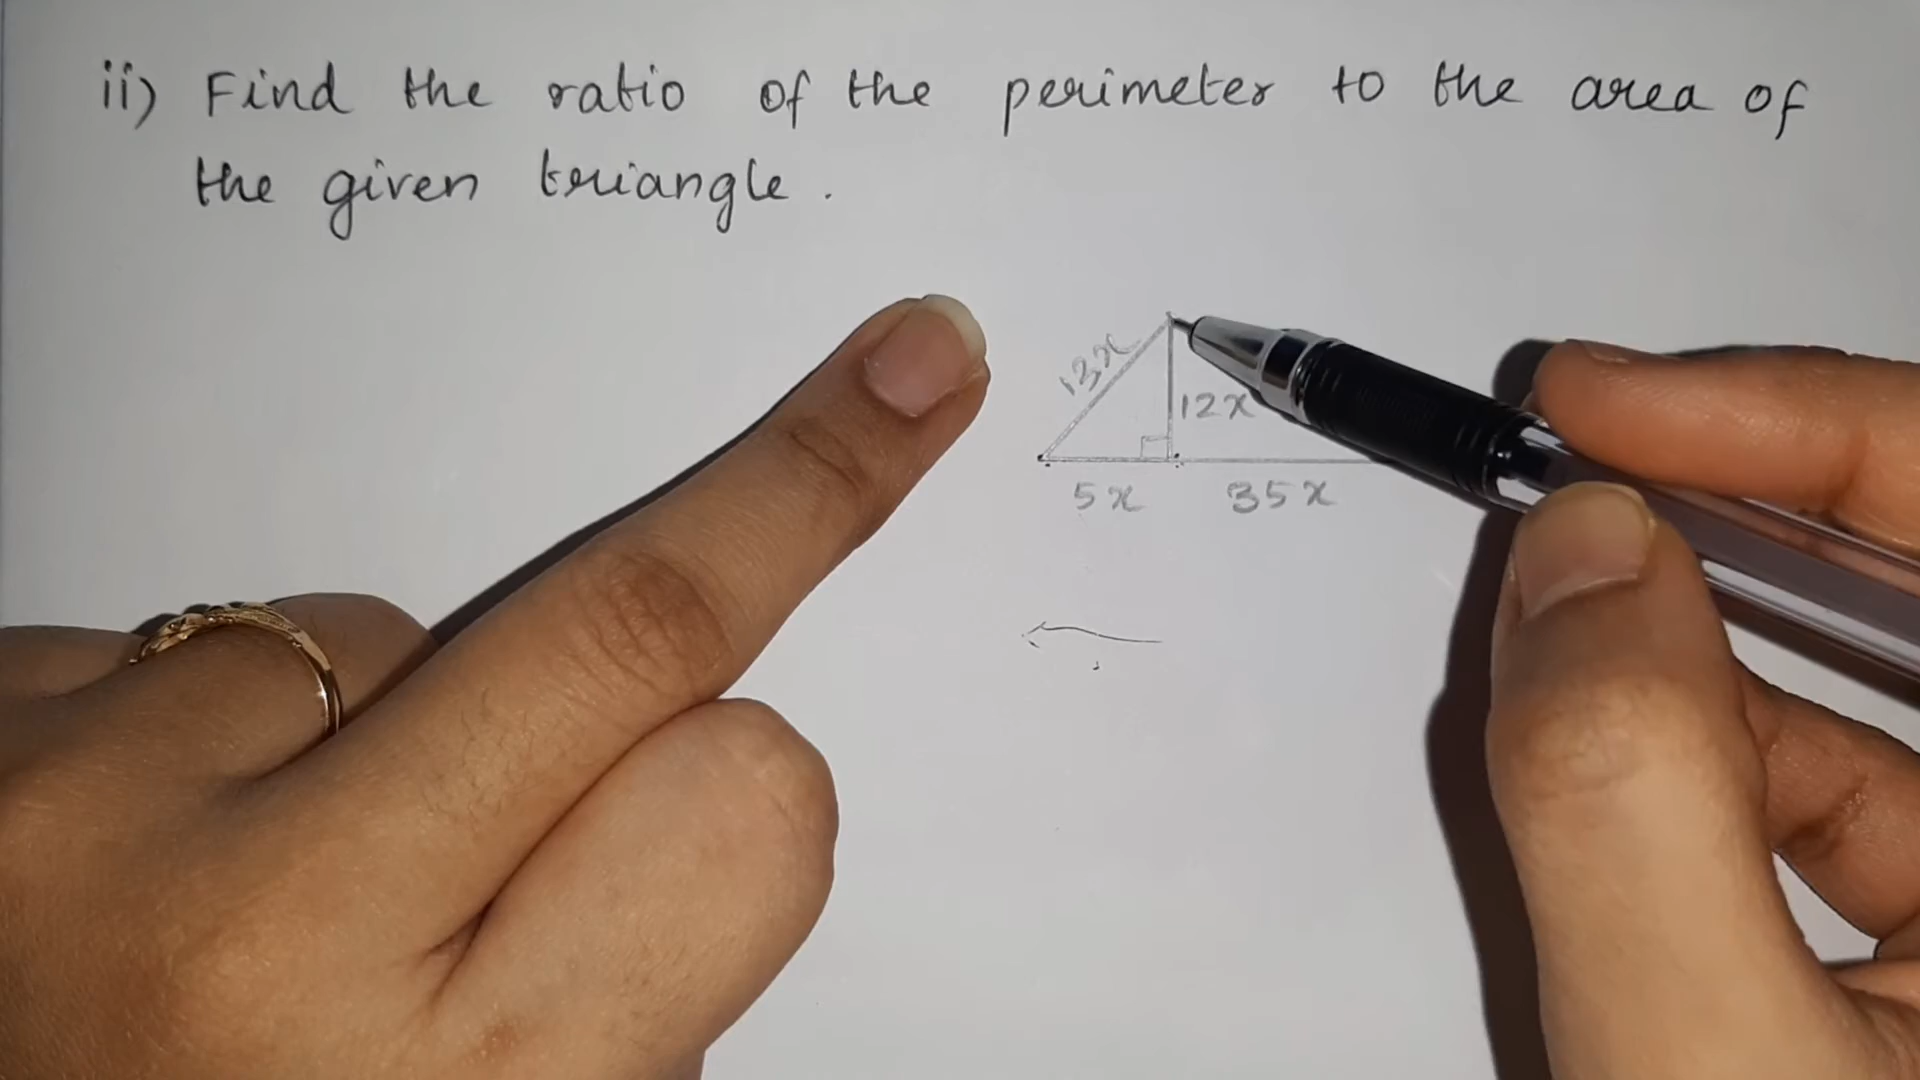 ii) Find the ratio of the perimeter to the area of
the given triangle.
13x
12x
5x 35x